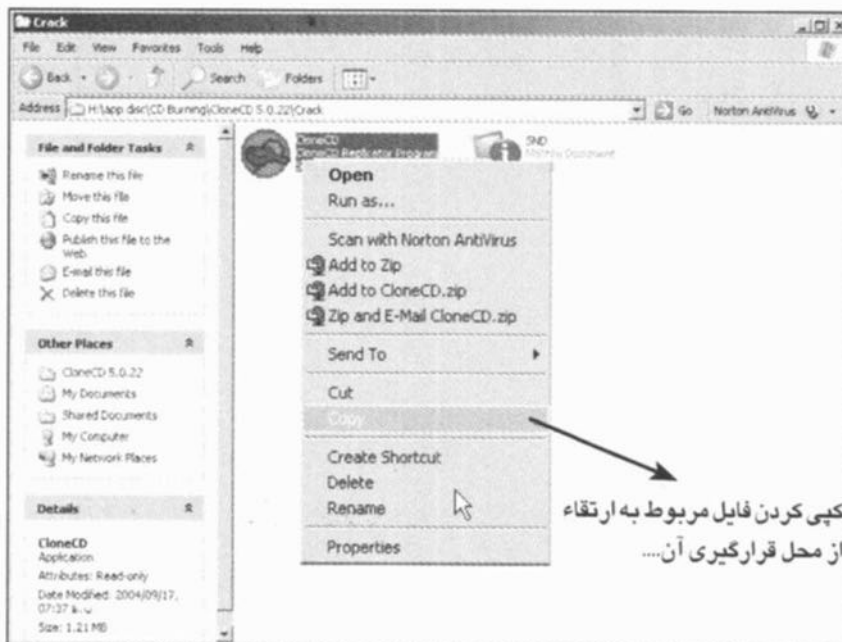 Crack
File Edit View Favorites Tools Help
Back Search Folders
Address H:\app disc\CD Burning\CloneCD 5.0.22\Crack Go Norton AntiVirus
File and Folder Tasks
Rename this file
Move this file
Copy this file
Publish this file to the
Web
E-mail this file
Delete this file
Other Places
CloneCD 5.0.22
My Documents
Shared Documents
My Computer
My Network Places
Details
CloneCD
Application
Attributes: Read-only
Date Modified: 2004/09/17,
07:37
Size: 1.21 MB
CloneCD
CloneCD Replicator Program
SND
Open
Run as...
Scan with Norton AntiVirus
Add to Zip
Add to CloneCD.zip
Zip and E-Mail CloneCD.zip
Send To
Cut
Copy
Create Shortcut
Delete
Rename
Properties
کپی کردن فایل مربوط به ارتقاء
از محل قرارگیری آن....